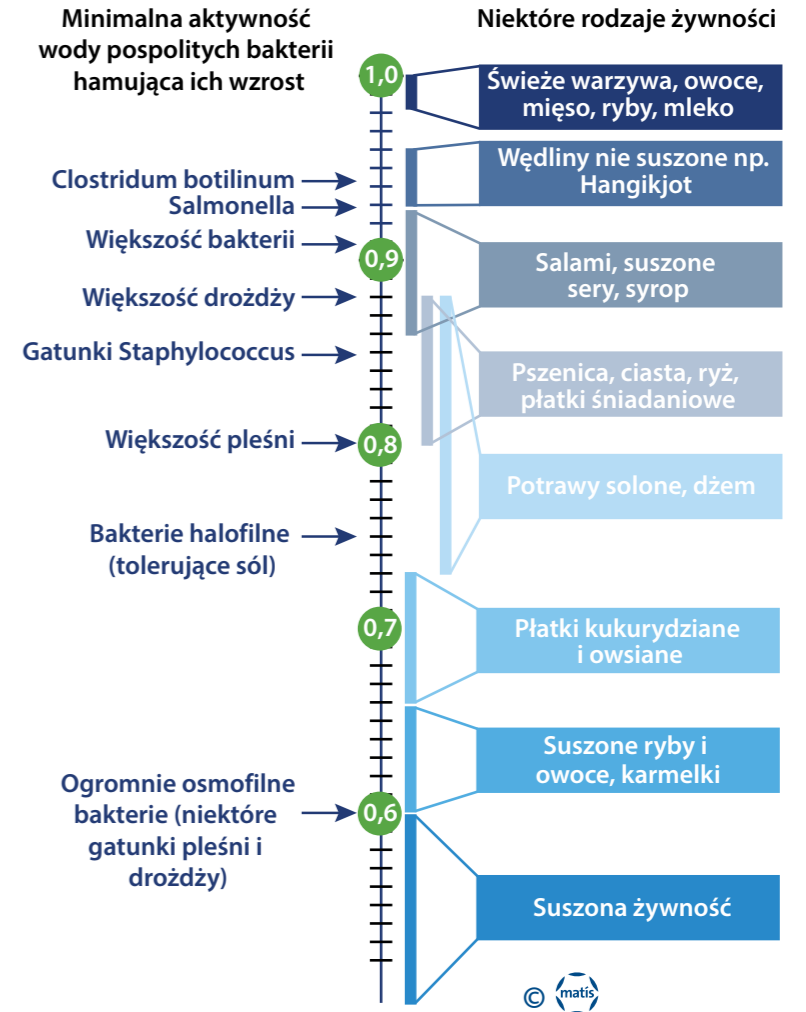 Minimalna aktywność
wody pospolitych bakterii
hamująca ich wzrost
Niektóre rodzaje żywności
1,0
Świeże warzywa, owoce,
mięso, ryby, mleko
Wędliny nie suszone np.
Hangikjot
Clostridum botilinum
Salmonella
Większość bakterii
0,9
Salami, suszone
sery, syrop
Większość drożdży
Gatunki Staphylococcus
Pszenica, ciasta, ryż,
płatki śniadaniowe
Większość pleśni
0,8
Potrawy solone, dżem
Bakterie halofilne
(tolerujące sól)
0,7
Płatki kukurydziane
i owsiane
Suszone ryby i
owoce, karmelki
Ogromnie osmofilne
bakterie (niektóre
gatunki pleśni i
drożdży)
0,6
Suszona żywność
© matís